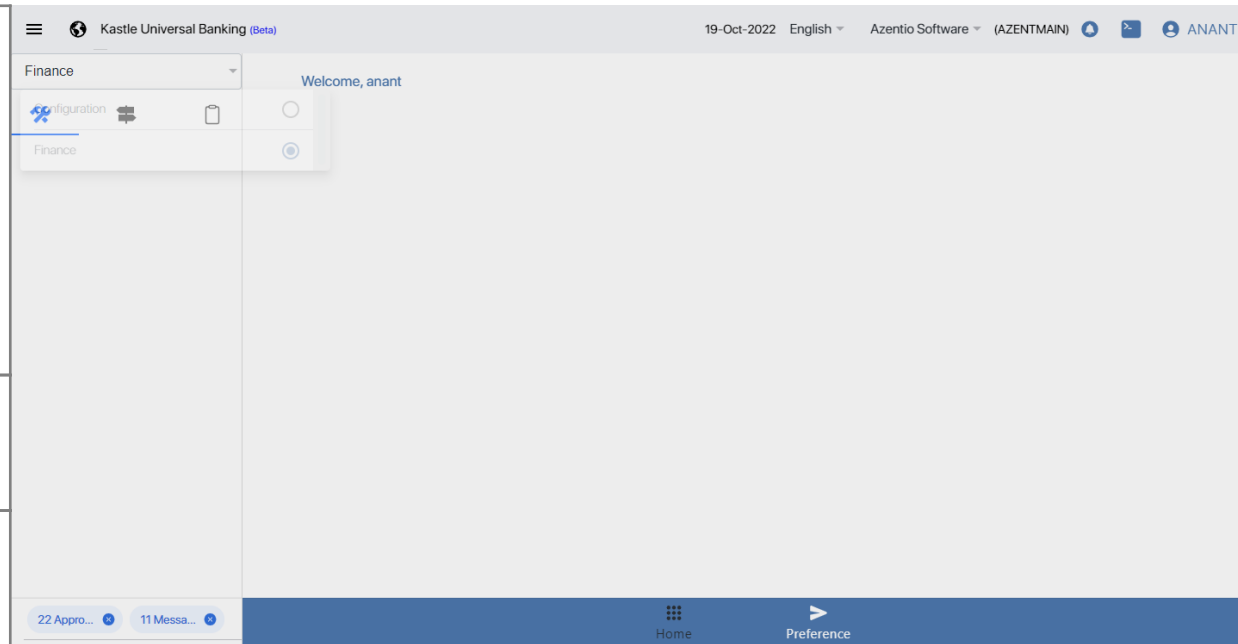 Kastle Universal Banking (Beta)
19-Oct-2022 English Azentio Software (AZENTMAIN) ANANT
Finance
Welcome, anant
Configuration
Finance
22 Appro... 11 Messa...
Home Preference